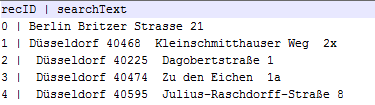 recID | searchText
0 | Berlin Britzer Strasse 21
1 | Düsseldorf 40468  Kleinschmitthauser Weg  2x
2 |  Düsseldorf 40225  Dagobertstraße 1
3 |  Düsseldorf 40474  Zu den Eichen  1a
4 |  Düsseldorf 40595  Julius-Raschdorff-Straße 8